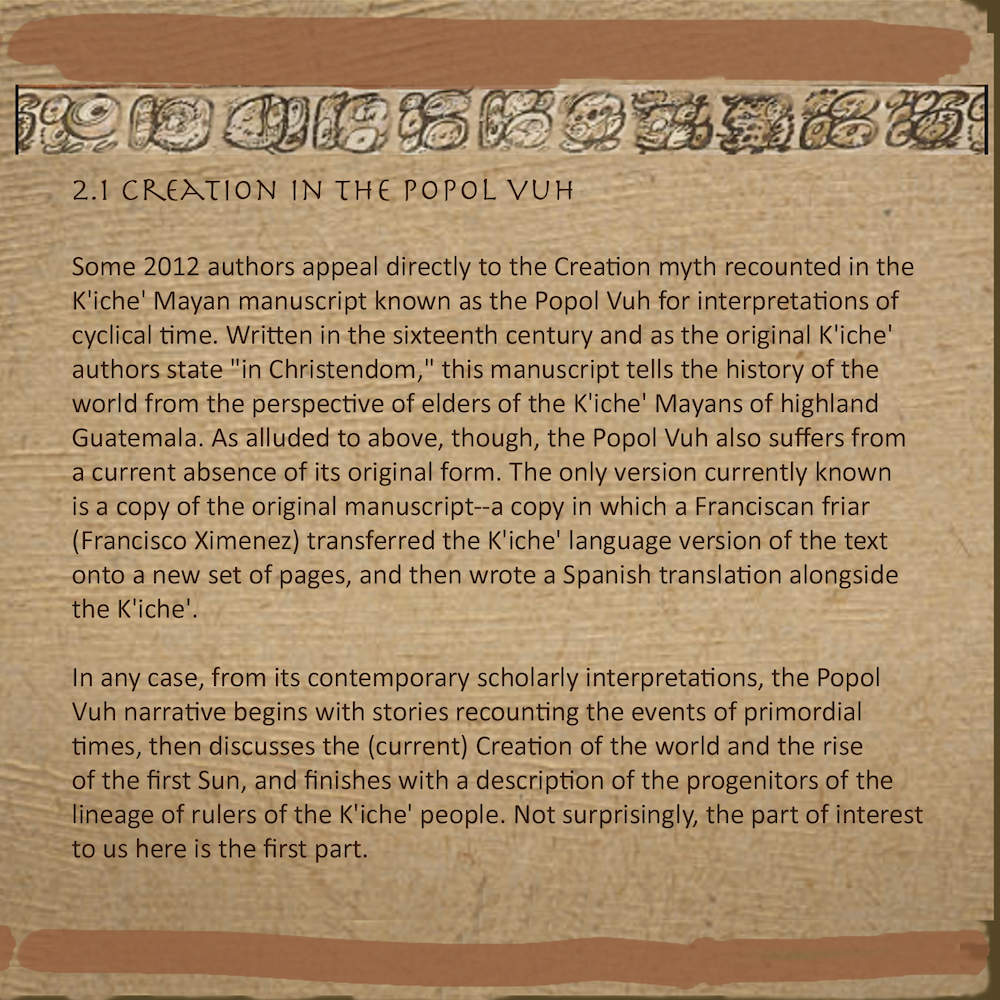 2.1 CREATION IN THE POPOL VUH
Some 2012 authors appeal directly to the Creation myth recounted in the
K'iche' Mayan manuscript known as the Popol Vuh for interpretations of
cyclical time. Written in the sixteenth century and as the original K'iche'
authors state "in Christendom," this manuscript tells the history of the
world from the perspective of elders of the K'iche' Mayans of highland
Guatemala. As alluded to above, though, the Popol Vuh also suffers from
a current absence of its original form. The only version currently known
is a copy of the original manuscript--a copy in which a Franciscan friar
(Francisco Ximenez) transferred the K'iche' language version of the text
onto a new set of pages, and then wrote a Spanish translation alongside
the K'iche'.
In any case, from its contemporary scholarly interpretations, the Popol
Vuh narrative begins with stories recounting the events of primordial
times, then discusses the (current) Creation of the world and the rise
of the first Sun, and finishes with a description of the progenitors of the
lineage of rulers of the K'iche' people. Not surprisingly, the part of interest
to us here is the first part.